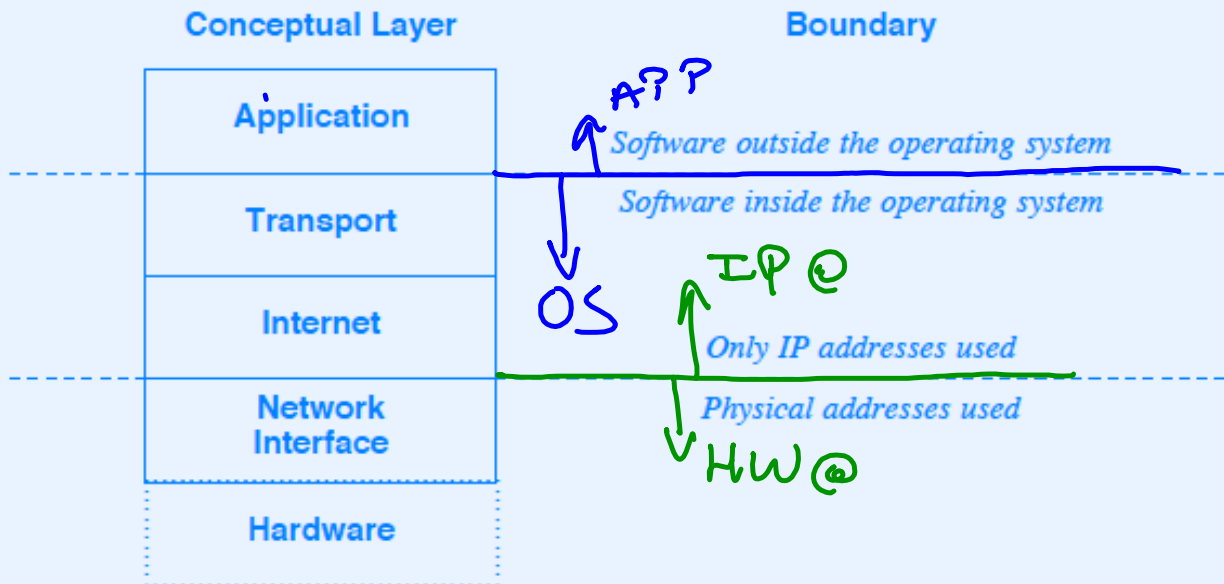 Conceptual Layer
Boundary
Application
APP
Software outside the operating system
Software inside the operating system
Transport
IP @
OS
Internet
Only IP addresses used
Physical addresses used
Network
Interface
HW @
Hardware